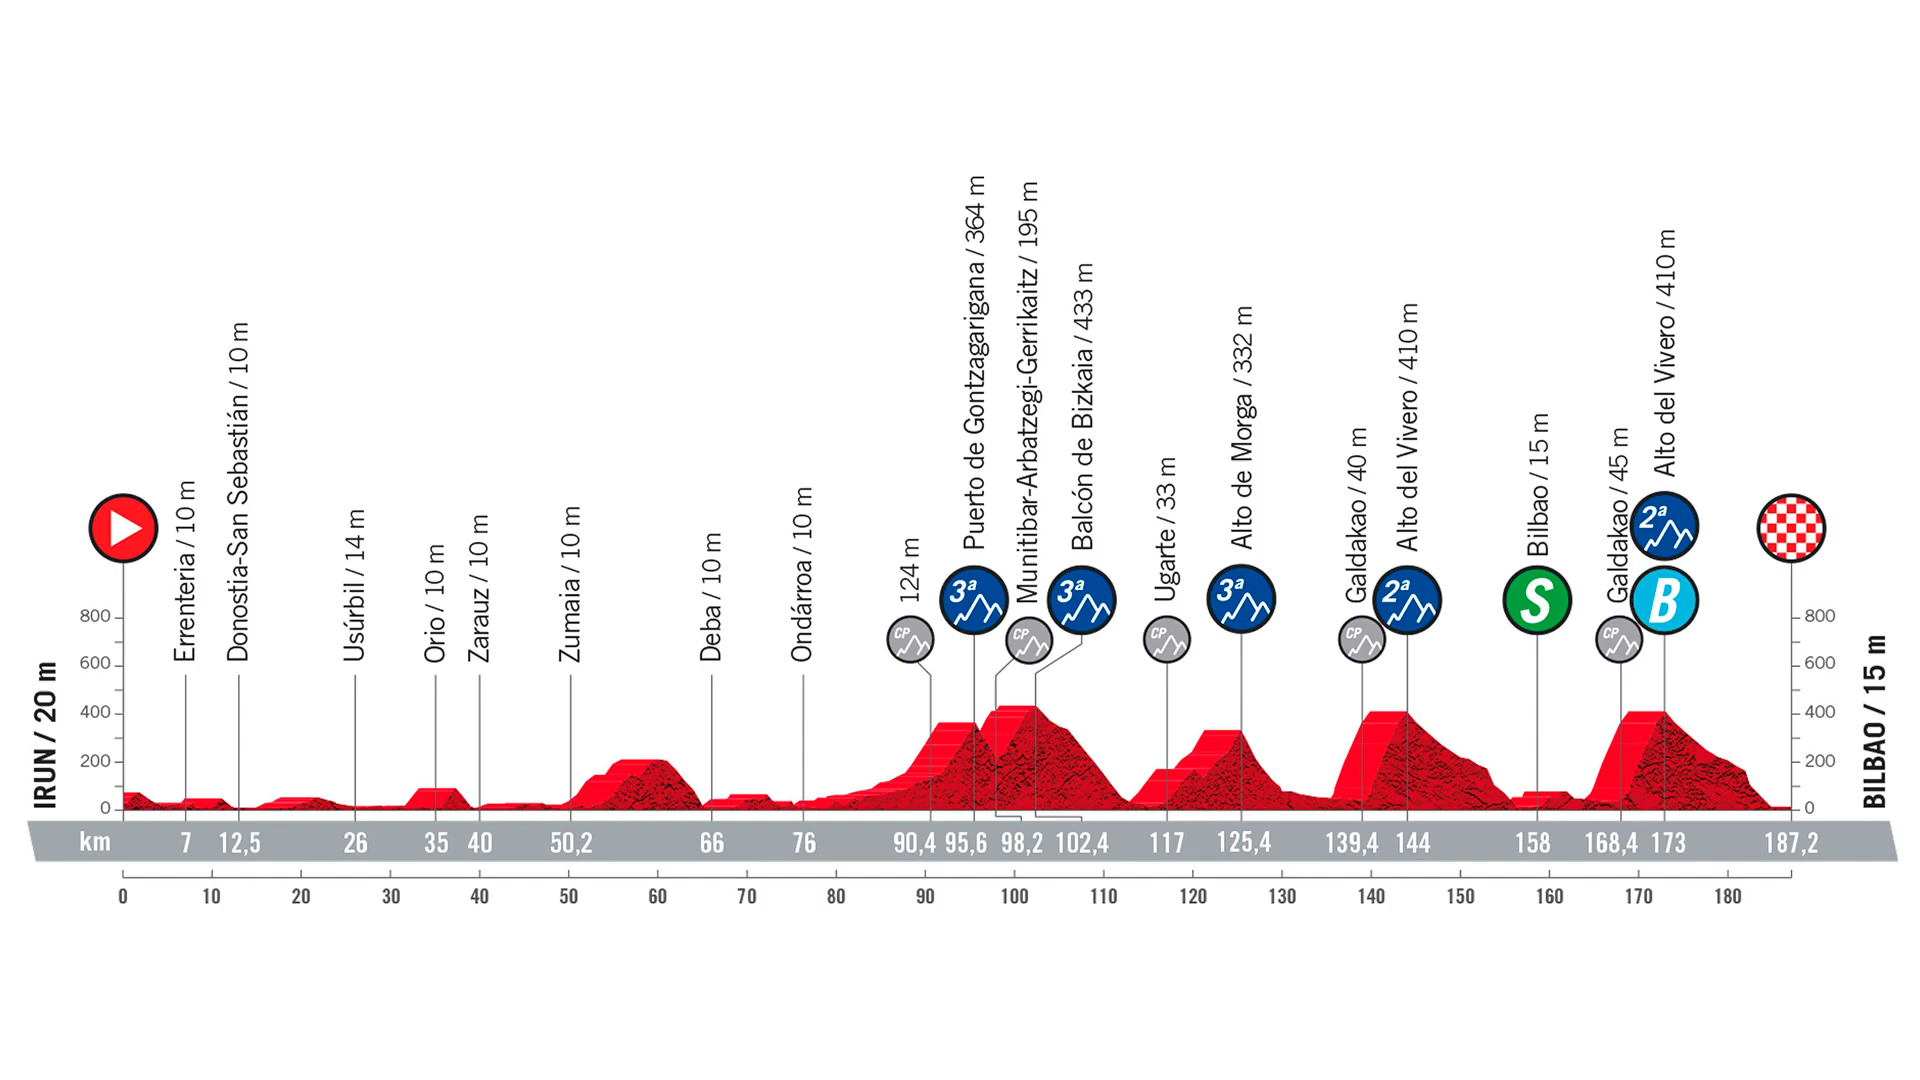 IRUN / 20 m
Errenteria / 10 m
Donostia-San Sebastián / 10 m
Usúrbil / 14 m
Orio / 10 m
Zarauz / 10 m
Zumaia / 10 m
Deba / 10 m
Ondárroa / 10 m
124 m
CP
Puerto de Gontzagarigana / 364 m
3ª
Munitibar-Arbatzegi-Gerrikaitz / 195 m
CP
Balcón de Bizkaia / 433 m
3ª
Ugarte / 33 m
CP
Alto de Morga / 332 m
3ª
Galdakao / 40 m
CP
Alto del Vivero / 410 m
2ª
Bilbao / 15 m
S
Galdakao / 45 m
CP
Alto del Vivero / 410 m
2ª
B
BILBAO / 15 m
800
600
400
200
0
800
600
400
200
0
km 7 12,5 26 35 40 50,2 66 76 90,4 95,6 98,2 102,4 117 125,4 139,4 144 158 168,4 173 187,2
0 10 20 30 40 50 60 70 80 90 100 110 120 130 140 150 160 170 180